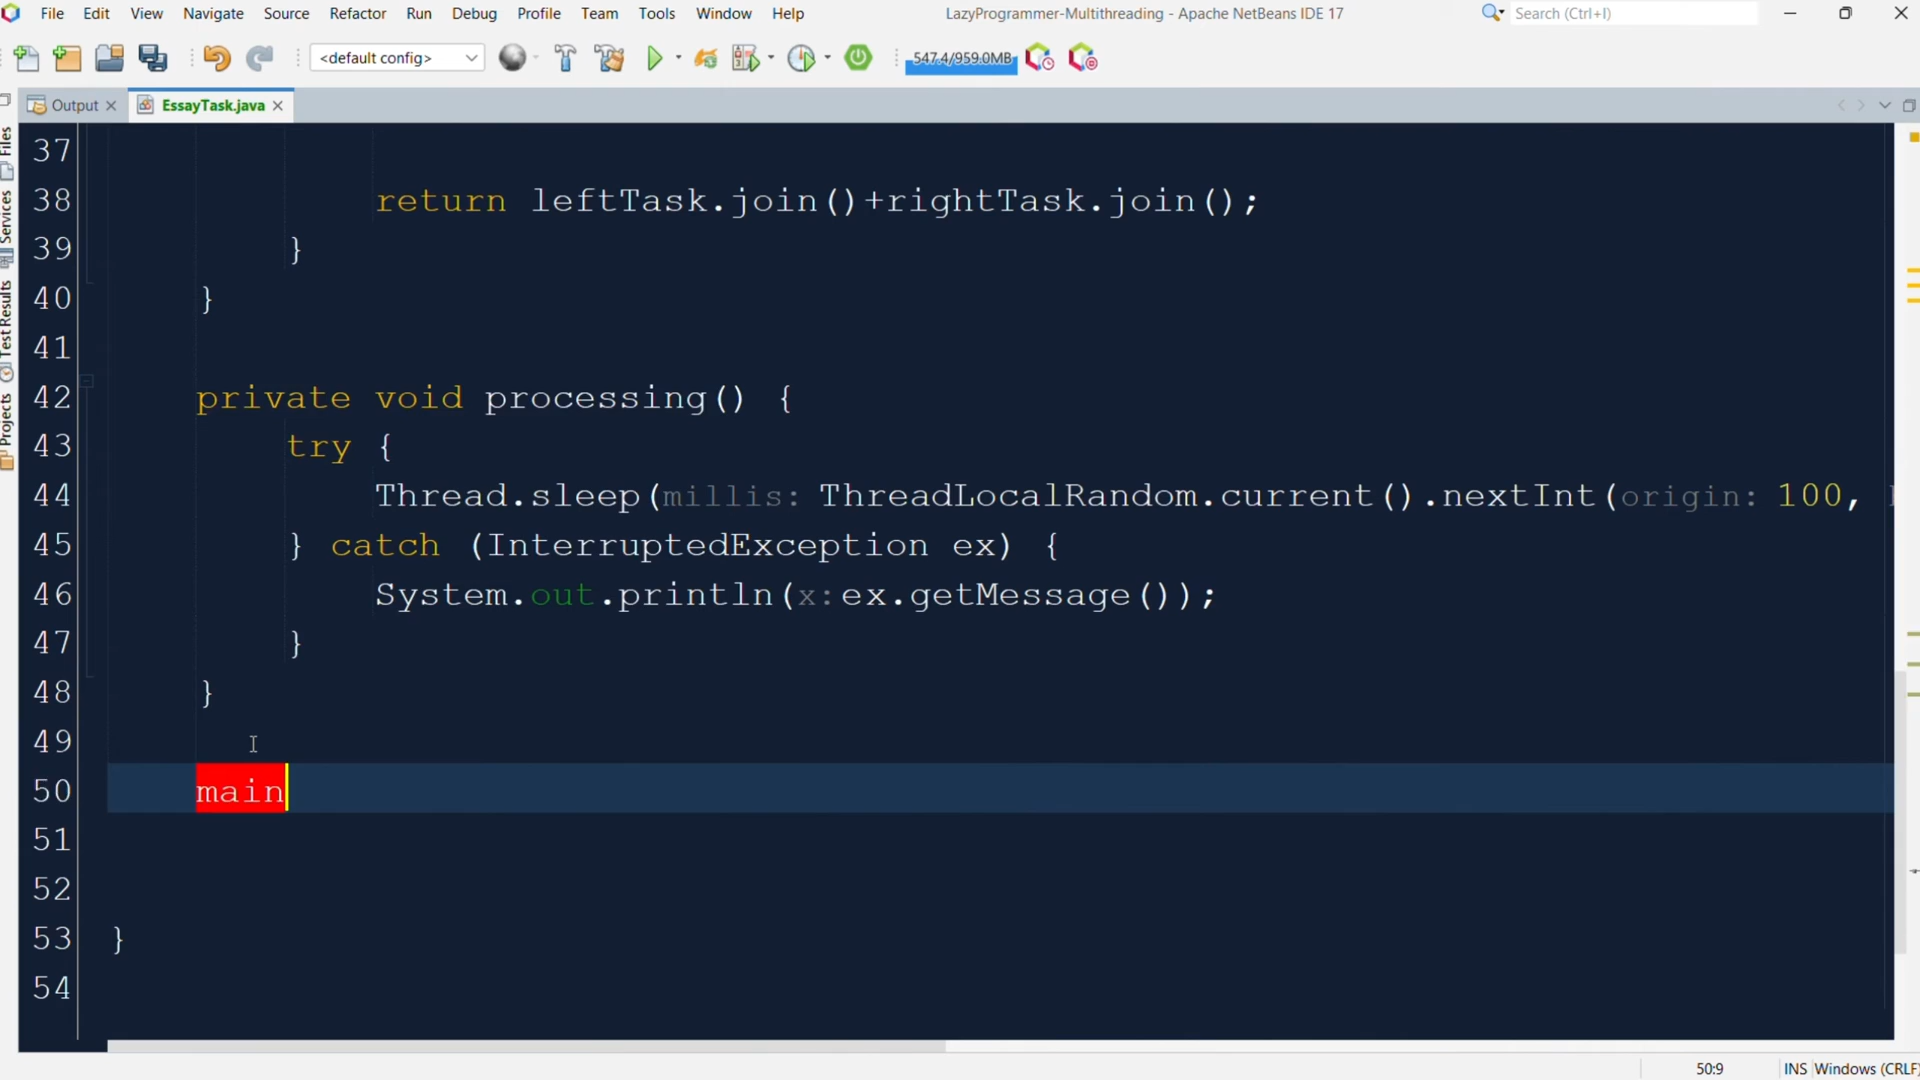 File Edit View Navigate Source Refactor Run Debug Profile Team Tools Window Help LazyProgrammer-Multithreading - Apache NetBeans IDE 17 Search (Ctrl+I)
<default config> 547.4/959.0MB
Output EssayTask.java
Files
Services
Test Results
Projects
37
38 return leftTask.join()+rightTask.join();
39 }
40 }
41
42 private void processing() {
43 try {
44 Thread.sleep(millis: ThreadLocalRandom.current().nextInt(origin: 100,
45 } catch (InterruptedException ex) {
46 System.out.println(x:ex.getMessage());
47 }
48 }
49
50 main
51
52
53 }
54
50:9 INS Windows (CRLF